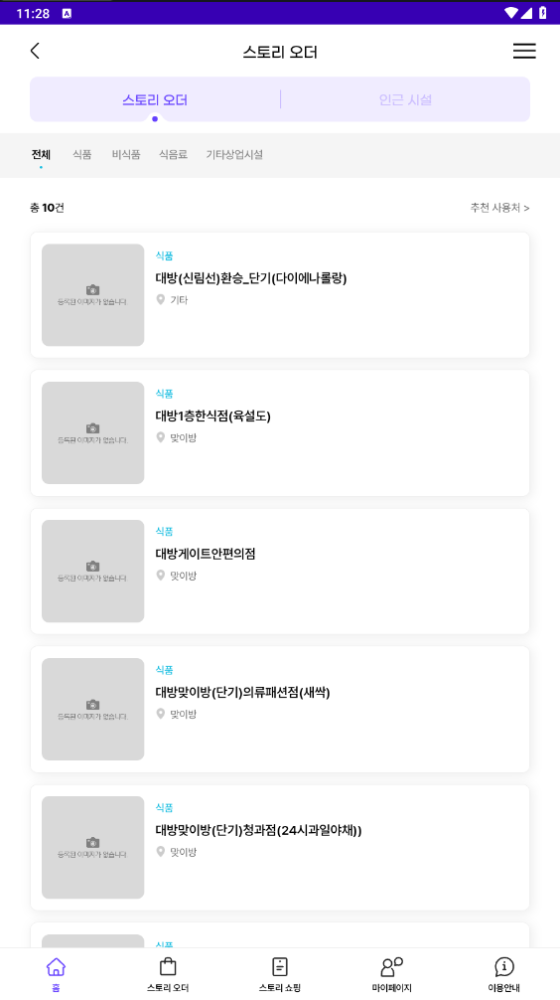 11:28
스토리 오더
스토리 오더
인근 시설
전체 식품 비식품 식음료 기타상업시설
총 10건
추천 사용처 >
등록된 이미지가 없습니다.
식품
대방(신림선)환승_단기(다이에나롤랑)
기타
등록된 이미지가 없습니다.
식품
대방1층한식점(육설도)
맞이방
등록된 이미지가 없습니다.
식품
대방게이트안편의점
맞이방
등록된 이미지가 없습니다.
식품
대방맞이방(단기)의류패션점(새싹)
맞이방
등록된 이미지가 없습니다.
식품
대방맞이방(단기)청과점(24시과일야채))
맞이방
식품
홈 스토리 오더 스토리 쇼핑 마이페이지 이용안내